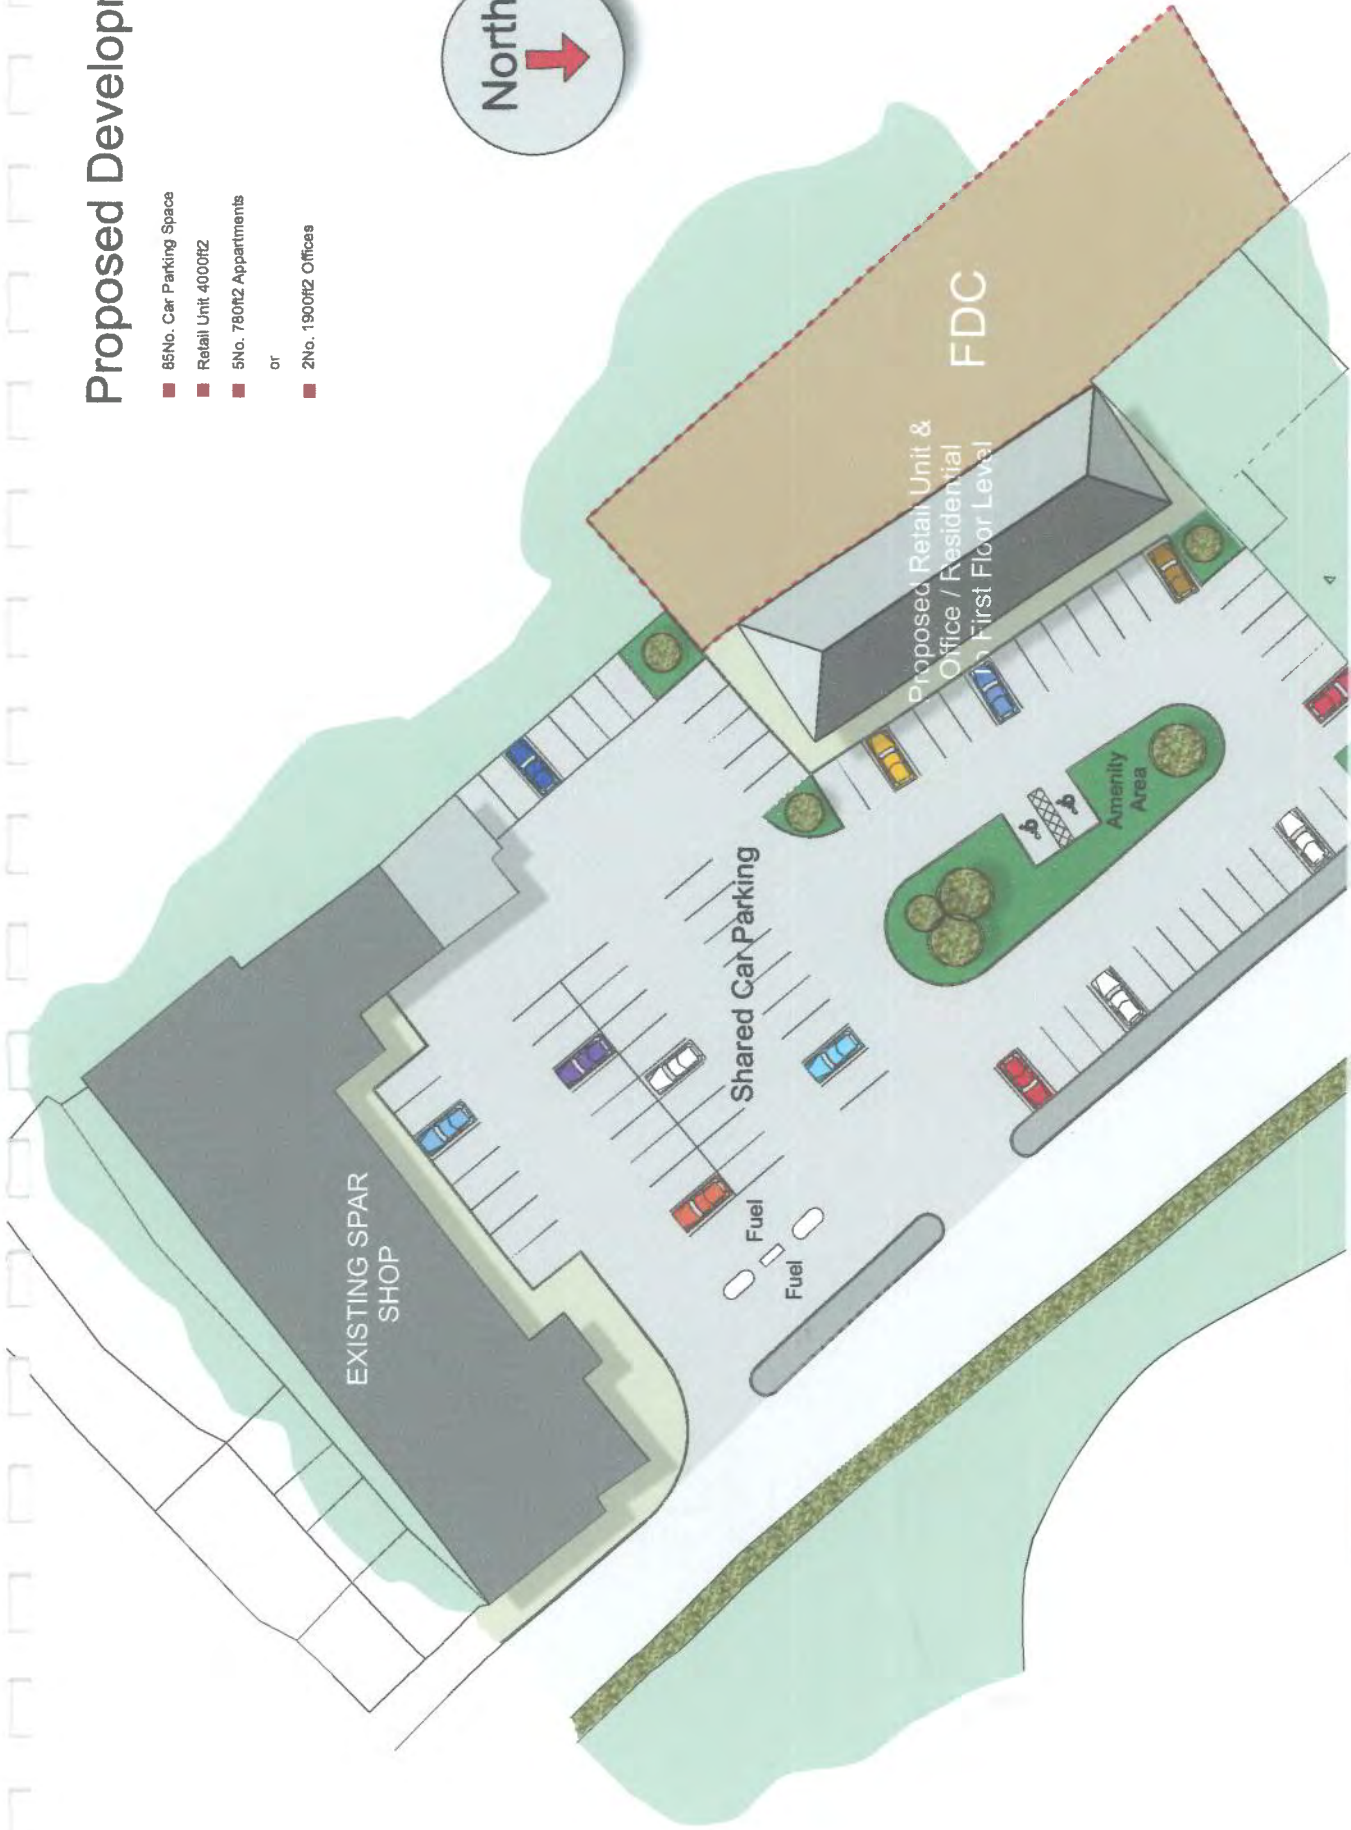 Proposed Develop
85No. Car Parking Space
Retail Unit 4000ft2
5No. 780ft2 Appartments
or
2No. 1900ft2 Offices
North
EXISTING SPAR
SHOP
Fuel
Fuel
Shared Car Parking
Proposed Retail Unit &
Office / Residential
To First Floor Level
FDC
Amenity
Area